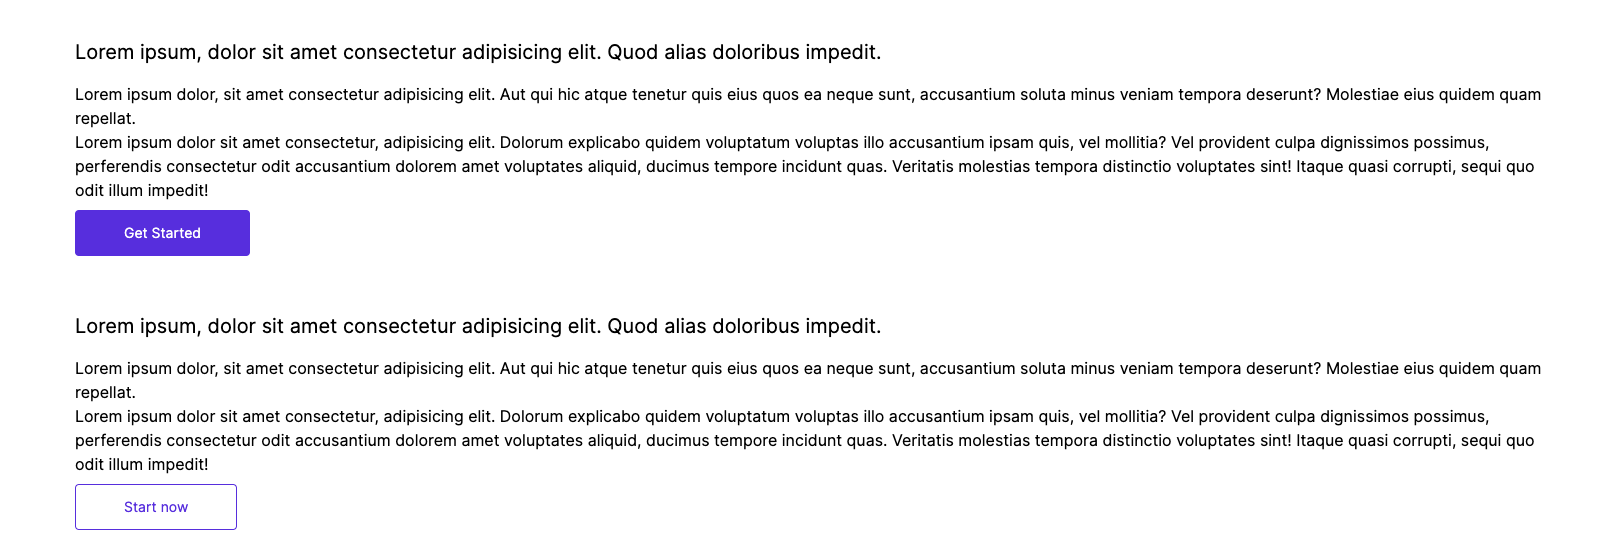 Lorem ipsum, dolor sit amet consectetur adipisicing elit. Quod alias doloribus impedit.
Lorem ipsum dolor, sit amet consectetur adipisicing elit. Aut qui hic atque tenetur quis eius quos ea neque sunt, accusantium soluta minus veniam tempora deserunt? Molestiae eius quidem quam
repellat.
Lorem ipsum dolor sit amet consectetur, adipisicing elit. Dolorum explicabo quidem voluptatum voluptas illo accusantium ipsam quis, vel mollitia? Vel provident culpa dignissimos possimus,
perferendis consectetur odit accusantium dolorem amet voluptates aliquid, ducimus tempore incidunt quas. Veritatis molestias tempora distinctio voluptates sint! Itaque quasi corrupti, sequi quo
odit illum impedit!
Get Started
Lorem ipsum, dolor sit amet consectetur adipisicing elit. Quod alias doloribus impedit.
Lorem ipsum dolor, sit amet consectetur adipisicing elit. Aut qui hic atque tenetur quis eius quos ea neque sunt, accusantium soluta minus veniam tempora deserunt? Molestiae eius quidem quam
repellat.
Lorem ipsum dolor sit amet consectetur, adipisicing elit. Dolorum explicabo quidem voluptatum voluptas illo accusantium ipsam quis, vel mollitia? Vel provident culpa dignissimos possimus,
perferendis consectetur odit accusantium dolorem amet voluptates aliquid, ducimus tempore incidunt quas. Veritatis molestias tempora distinctio voluptates sint! Itaque quasi corrupti, sequi quo
odit illum impedit!
Start now